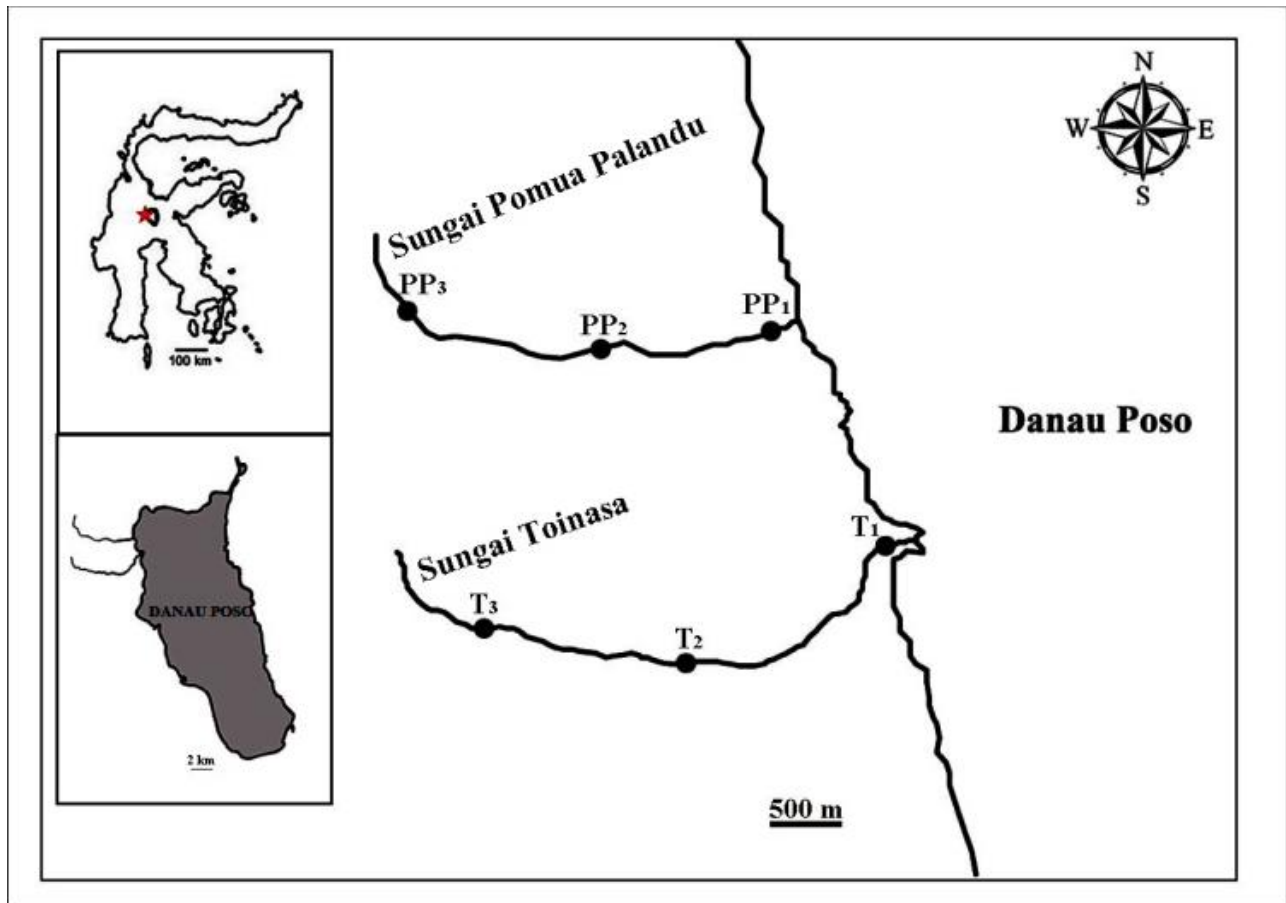 100 km
DANAU POSO
2 km
Sungai Pomua Palandu
PP₃
PP₂
PP₁
Sungai Toinasa
T₃
T₂
T₁
Danau Poso
500 m
N
W
E
S